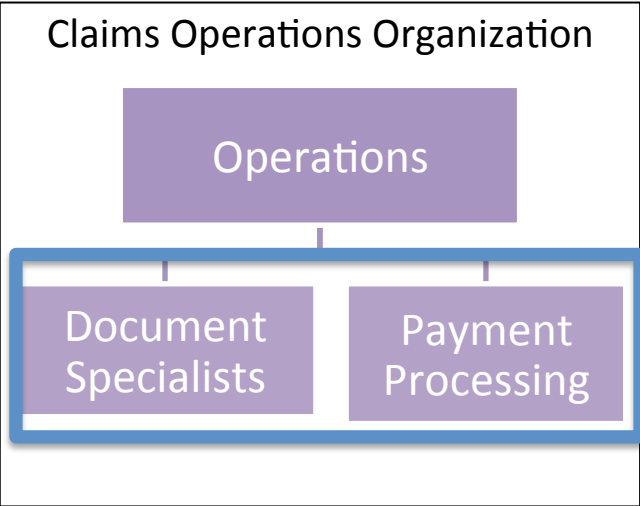 Claims Operations Organization
Operations
Document
Specialists
Payment
Processing